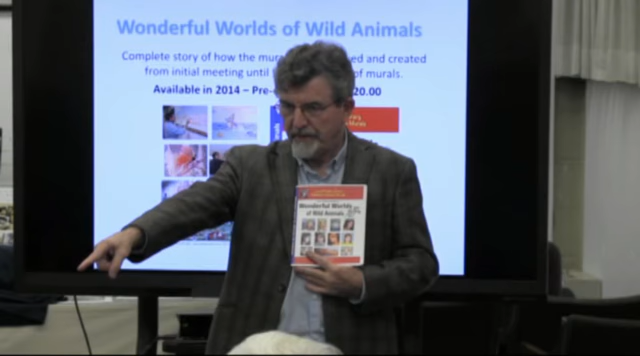 Wonderful Worlds of Wild Animals
Complete story of how the mur ed and created
from initial meeting until of murals.
Available in 2014 – Pre- 20.00
Wonderful Worlds
of Wild Animals